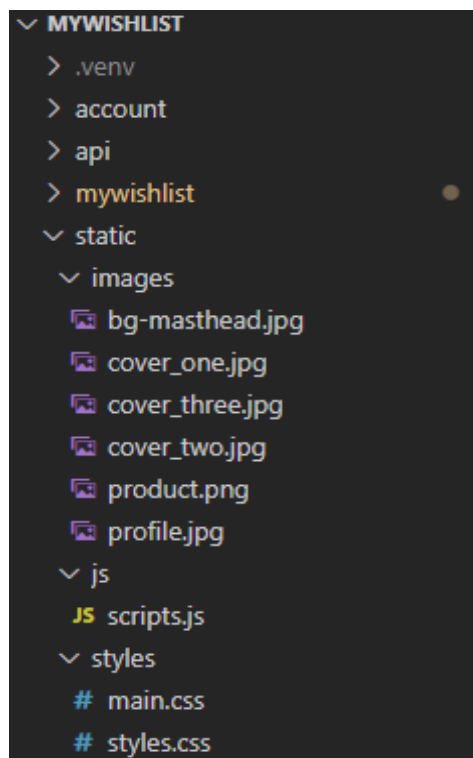 MYWISHLIST
.venv
account
api
mywishlist
static
images
bg-masthead.jpg
cover_one.jpg
cover_three.jpg
cover_two.jpg
product.png
profile.jpg
js
JS scripts.js
styles
# main.css
# styles.css